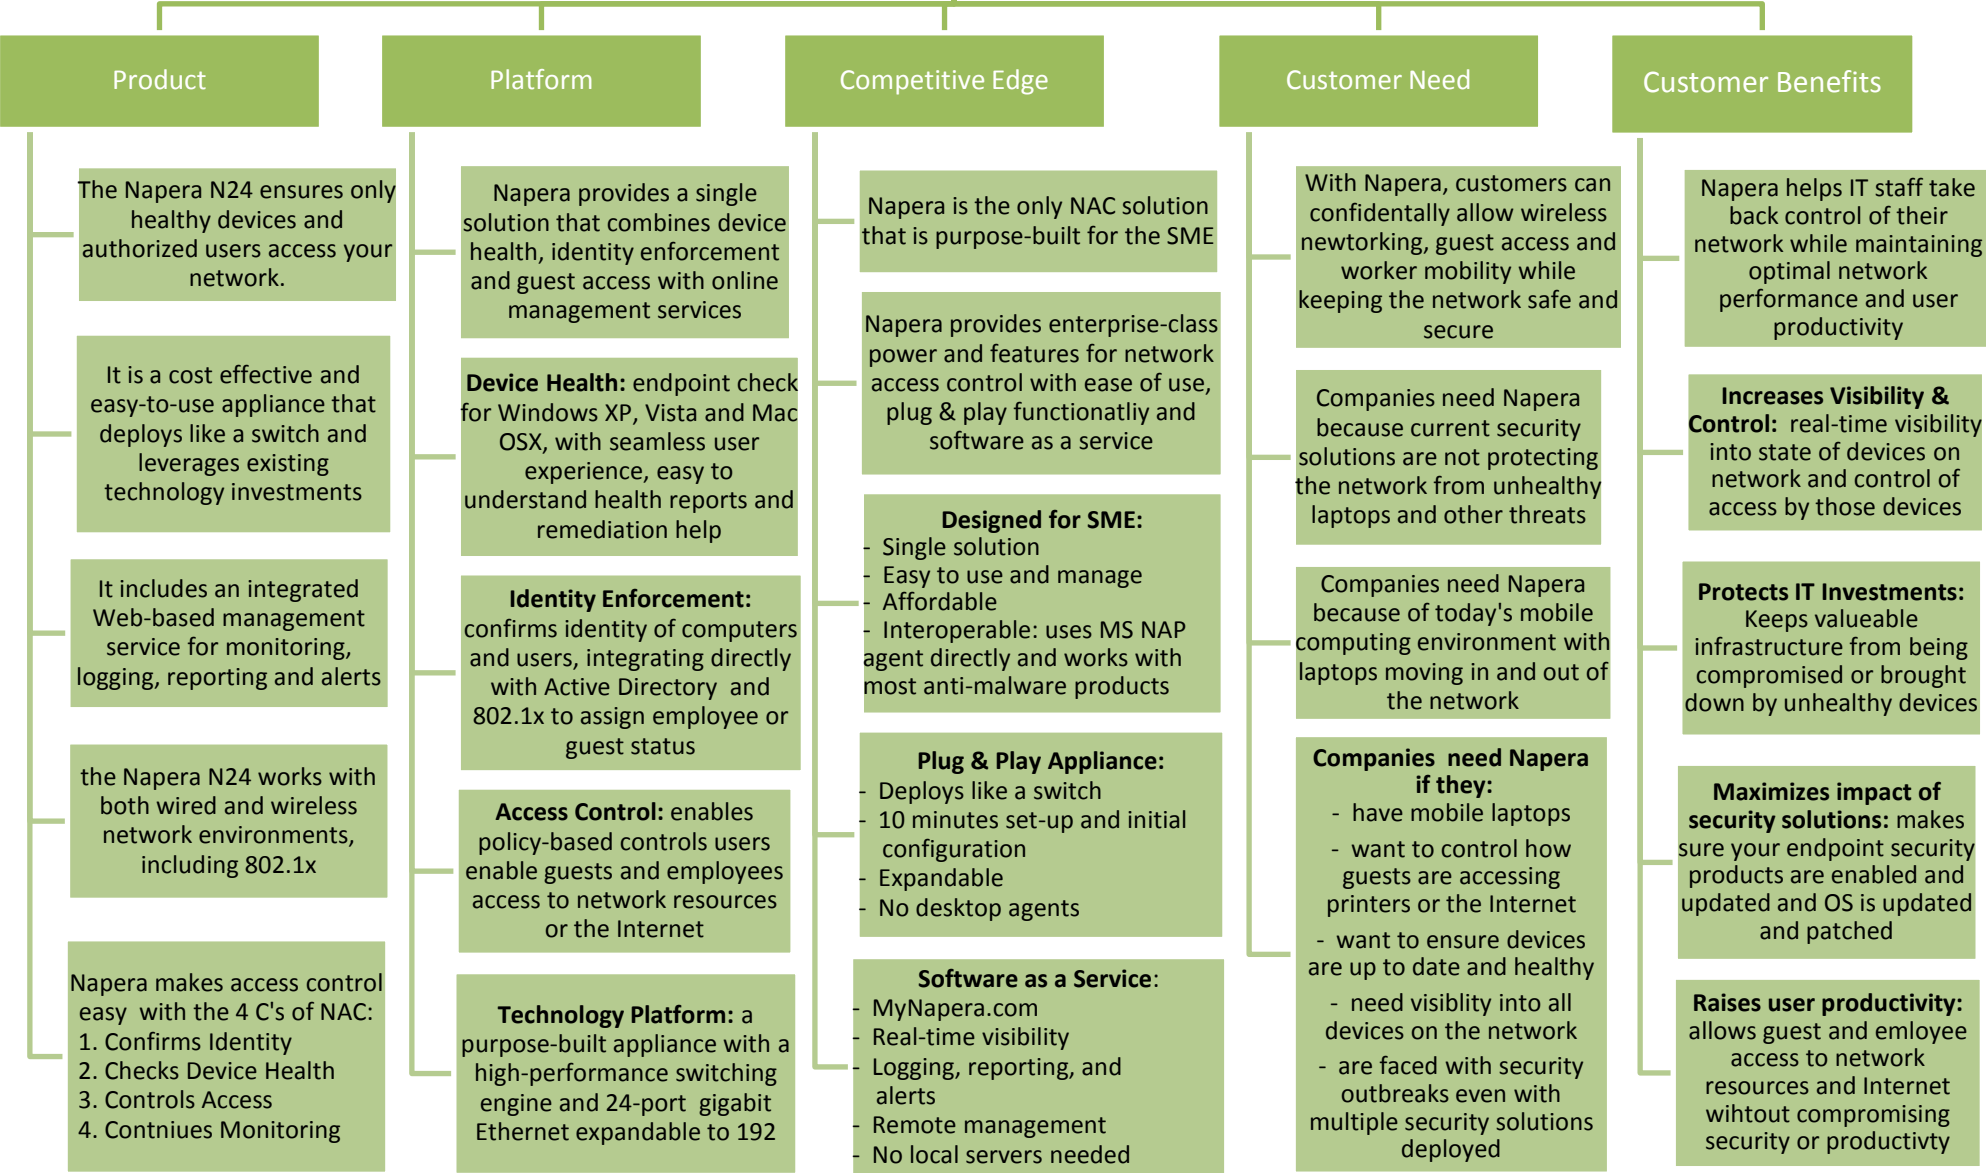 Product
The Napera N24 ensures only
healthy devices and
authorized users access your
network.
It is a cost effective and
easy-to-use appliance that
deploys like a switch and
leverages existing
technology investments
It includes an integrated
Web-based management
service for monitoring,
logging, reporting and alerts
the Napera N24 works with
both wired and wireless
network environments,
including 802.1x
Napera makes access control
easy with the 4 C's of NAC:
1. Confirms Identity
2. Checks Device Health
3. Controls Access
4. Contniues Monitoring
Platform
Napera provides a single
solution that combines device
health, identity enforcement
and guest access with online
management services
Device Health: endpoint check
for Windows XP, Vista and Mac
OSX, with seamless user
experience, easy to
understand health reports and
remediation help
Identity Enforcement:
confirms identity of computers
and users, integrating directly
with Active Directory and
802.1x to assign employee or
guest status
Access Control: enables
policy-based controls users
enable guests and employees
access to network resources
or the Internet
Technology Platform: a
purpose-built appliance with a
high-performance switching
engine and 24-port gigabit
Ethernet expandable to 192
Competitive Edge
Napera is the only NAC solution
that is purpose-built for the SME
Napera provides enterprise-class
power and features for network
access control with ease of use,
plug & play functionatliy and
software as a service
Designed for SME:
- Single solution
- Easy to use and manage
- Affordable
- Interoperable: uses MS NAP
agent directly and works with
most anti-malware products
Plug & Play Appliance:
- Deploys like a switch
- 10 minutes set-up and initial
configuration
- Expandable
- No desktop agents
Software as a Service:
- MyNapera.com
- Real-time visibility
- Logging, reporting, and
alerts
- Remote management
- No local servers needed
Customer Need
With Napera, customers can
confidentally allow wireless
newtorking, guest access and
worker mobility while
keeping the network safe and
secure
Companies need Napera
because current security
solutions are not protecting
the network from unhealthy
laptops and other threats
Companies need Napera
because of today's mobile
computing environment with
laptops moving in and out of
the network
Companies need Napera
if they:
- have mobile laptops
- want to control how
guests are accessing
printers or the Internet
- want to ensure devices
are up to date and healthy
- need visiblity into all
devices on the network
- are faced with security
outbreaks even with
multiple security solutions
deployed
Customer Benefits
Napera helps IT staff take
back control of their
network while maintaining
optimal network
performance and user
productivity
Increases Visibility &
Control: real-time visibility
into state of devices on
network and control of
access by those devices
Protects IT Investments:
Keeps valueable
infrastructure from being
compromised or brought
down by unhealthy devices
Maximizes impact of
security solutions: makes
sure your endpoint security
products are enabled and
updated and OS is updated
and patched
Raises user productivity:
allows guest and emloyee
access to network
resources and Internet
wihtout compromising
security or productivty